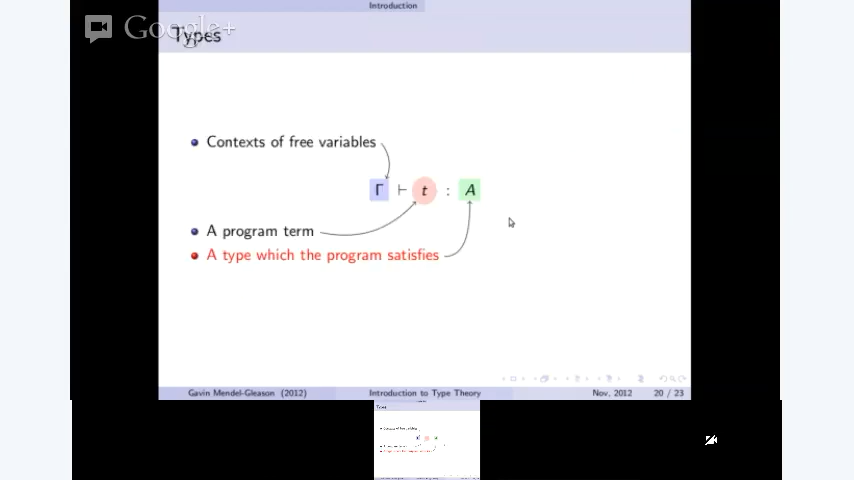 Introduction
Google+
Types
Contexts of free variables
Γ ⊢ t : A
A program term
A type which the program satisfies
Gavin Mendel-Gleason (2012) Introduction to Type Theory Nov, 2012 20 / 23